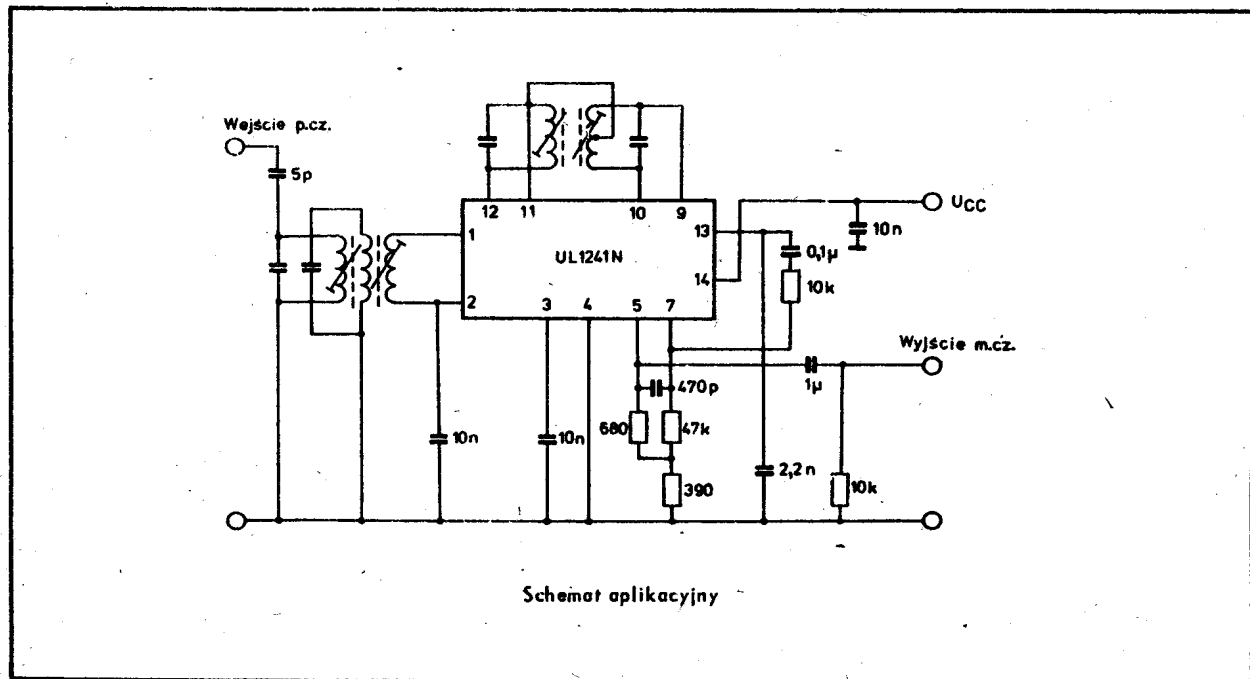 Wejście p.cz.
5p
12
11
10
9
1
2
UL1241N
13
14
3
4
5
7
UCC
10n
0,1µ
10k
Wyjście m.cz.
1µ
470p
680
47k
10n
10n
2,2n
390
10k
Schemat aplikacyjny